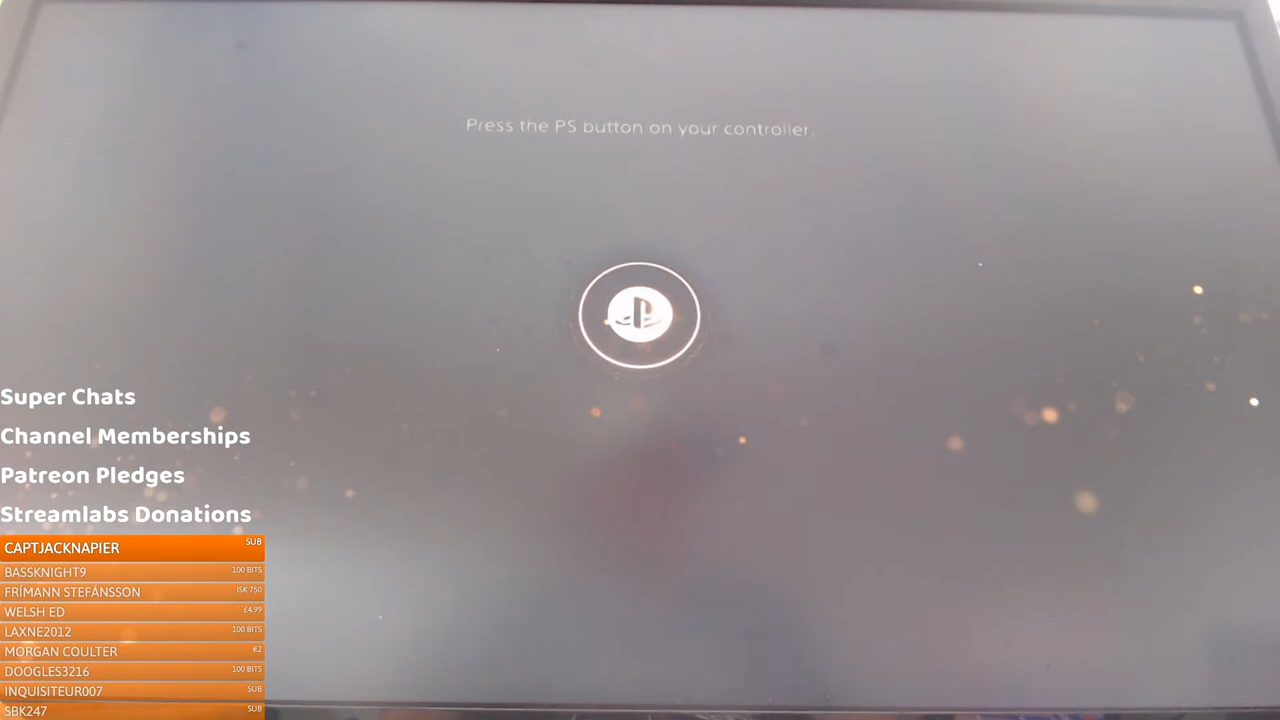 Press the PS button on your controller.
Super Chats
Channel Memberships
Patreon Pledges
Streamlabs Donations
CAPTJACKNAPIER SUB
BASSKNIGHT9 100 BITS
FRÍMANN STEFÁNSSON ISK 750
WELSH ED £4.99
LAXNE2012 100 BITS
MORGAN COULTER €2
DOOGLES3216 100 BITS
INQUISITEUR007 SUB
SBK247 SUB